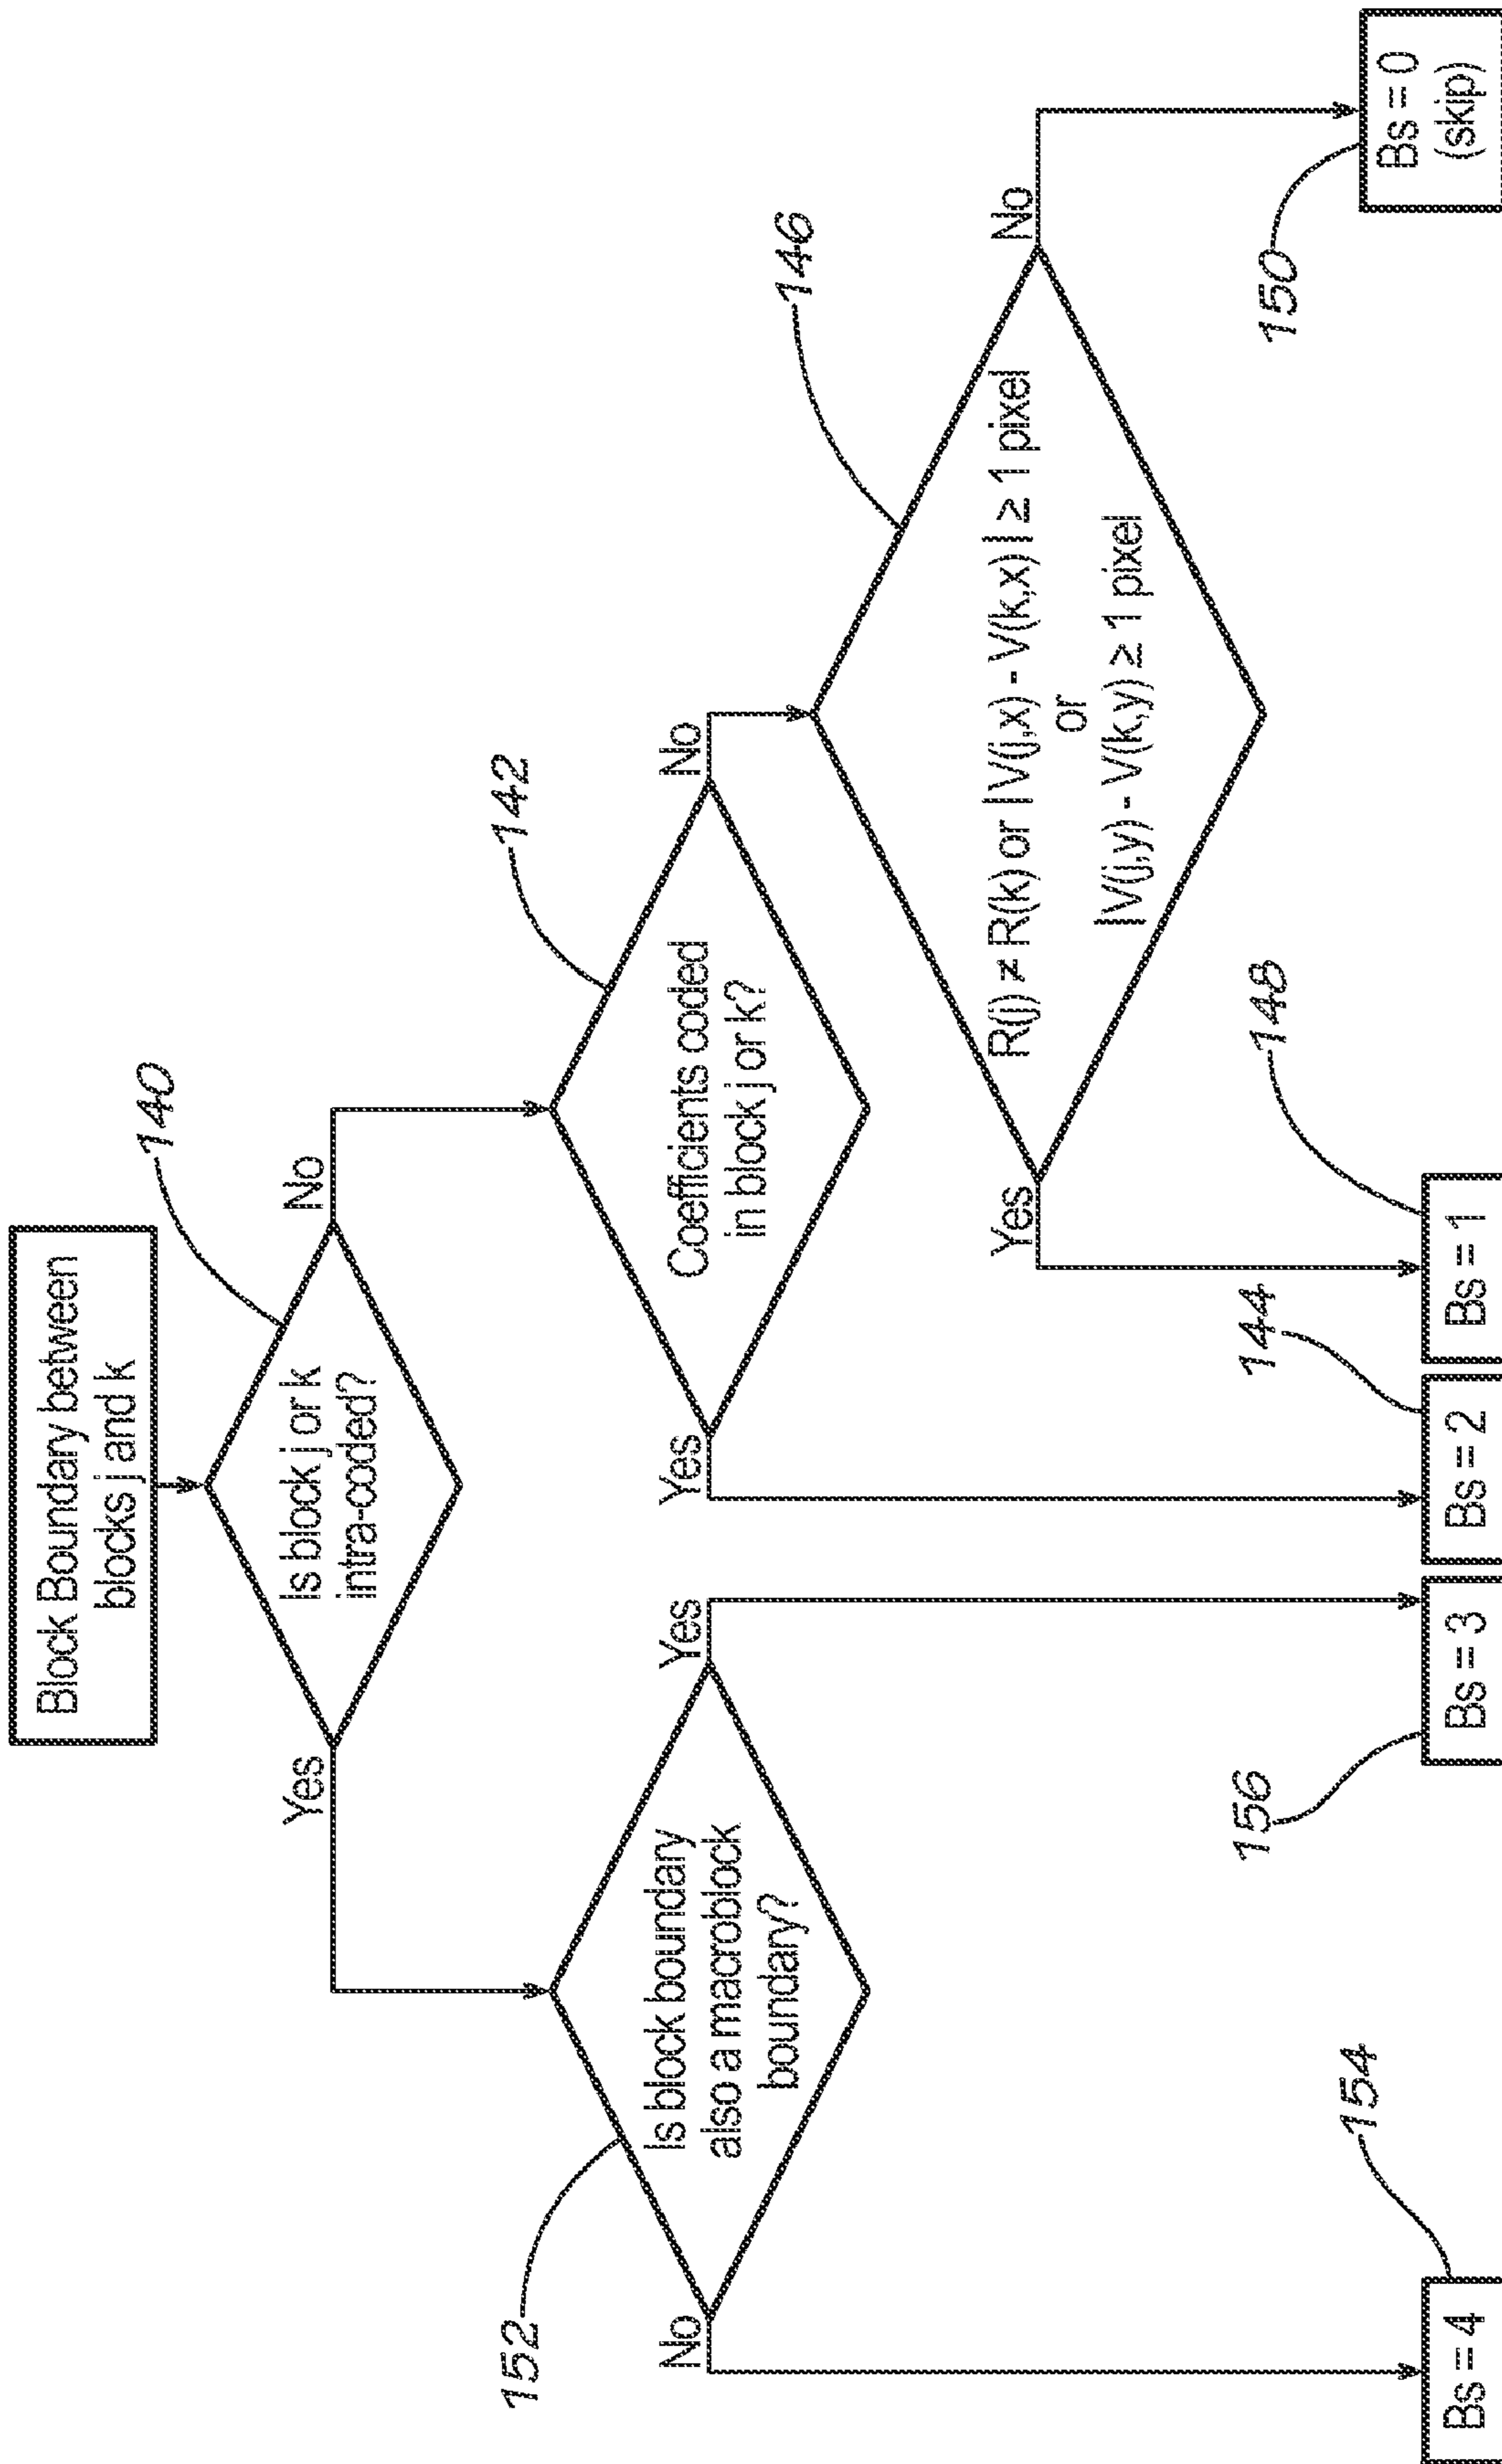 Block Boundary between
blocks j and k
140
Is block j or k
intra-coded?
Yes
No
152
Is block boundary
also a macroblock
boundary?
No
Yes
142
Coefficients coded
in block j or k?
Yes
No
146
R(j) ≠ R(k) or |V(j,x) - V(k,x)| ≥ 1 pixel
or
|V(j,y) - V(k,y) ≥ 1 pixel
Yes
No
154
Bs = 4
156
Bs = 3
144
Bs = 2
148
Bs = 1
150
Bs = 0
(skip)